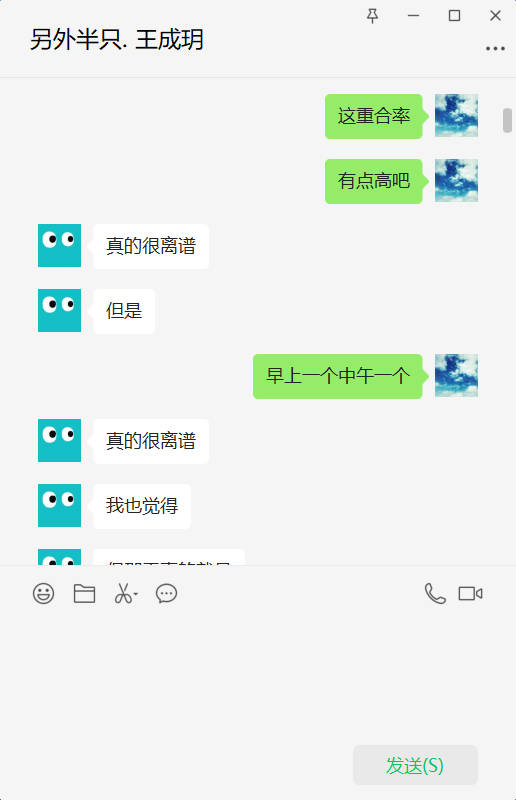 另外半只. 王成玥
这重合率
有点高吧
真的很离谱
但是
早上一个中午一个
真的很离谱
我也觉得
发送(S)